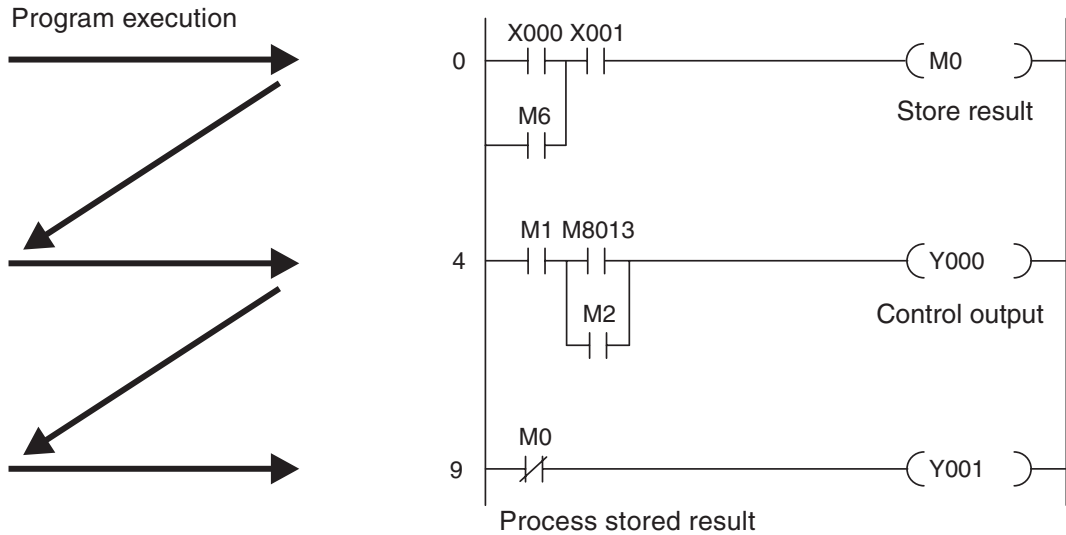 Program execution
X000 X001
0
M0
Store result
M6
M1 M8013
4
Y000
M2
Control output
M0
9
Y001
Process stored result